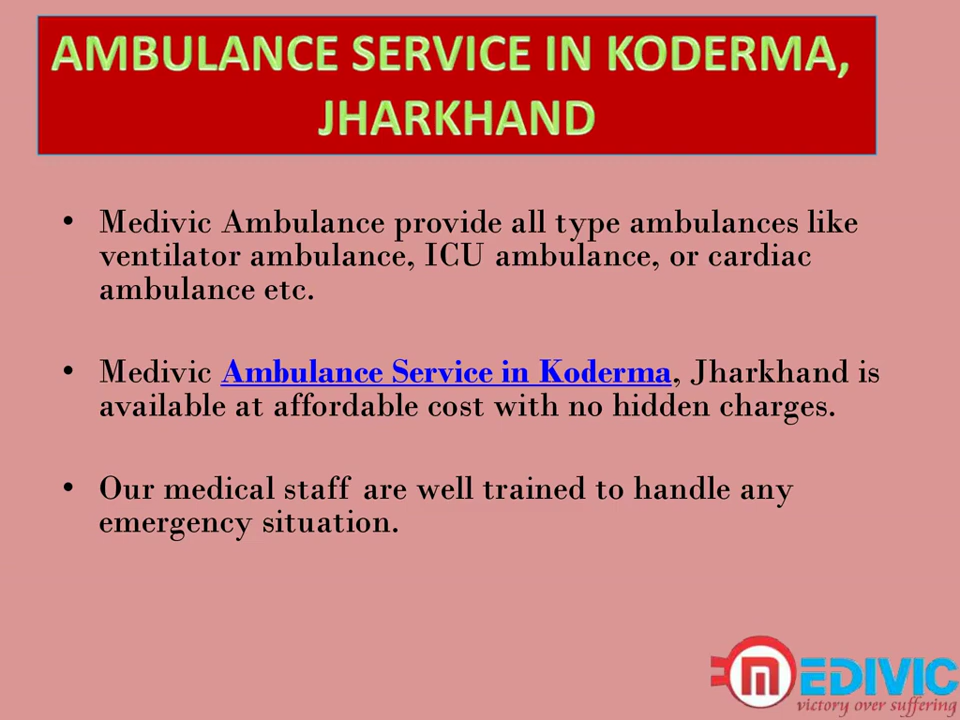 AMBULANCE SERVICE IN KODERMA,
JHARKHAND
• Medivic Ambulance provide all type ambulances like
ventilator ambulance, ICU ambulance, or cardiac
ambulance etc.
• Medivic Ambulance Service in Koderma, Jharkhand is
available at affordable cost with no hidden charges.
• Our medical staff are well trained to handle any
emergency situation.
MEDIVIC
victory over suffering